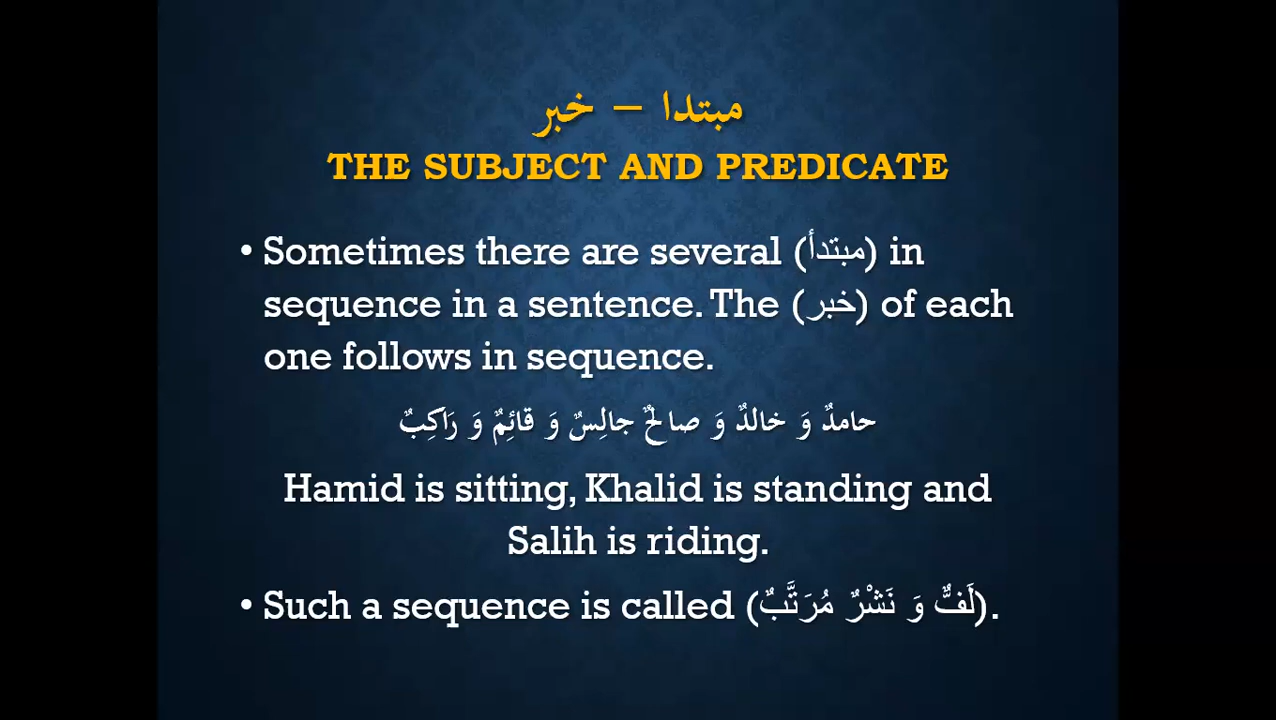 مبتدا – خبر
THE SUBJECT AND PREDICATE
• Sometimes there are several (مبتدأ) in
sequence in a sentence. The (خبر) of each
one follows in sequence.
حامدٌ وَ خالدٌ وَ صالحٌ جالِسٌ وَ قائِمٌ وَ رَاكِبٌ
Hamid is sitting, Khalid is standing and
Salih is riding.
• Such a sequence is called (لَفٌّ وَ نَشْرٌ مُرَتَّبٌ).